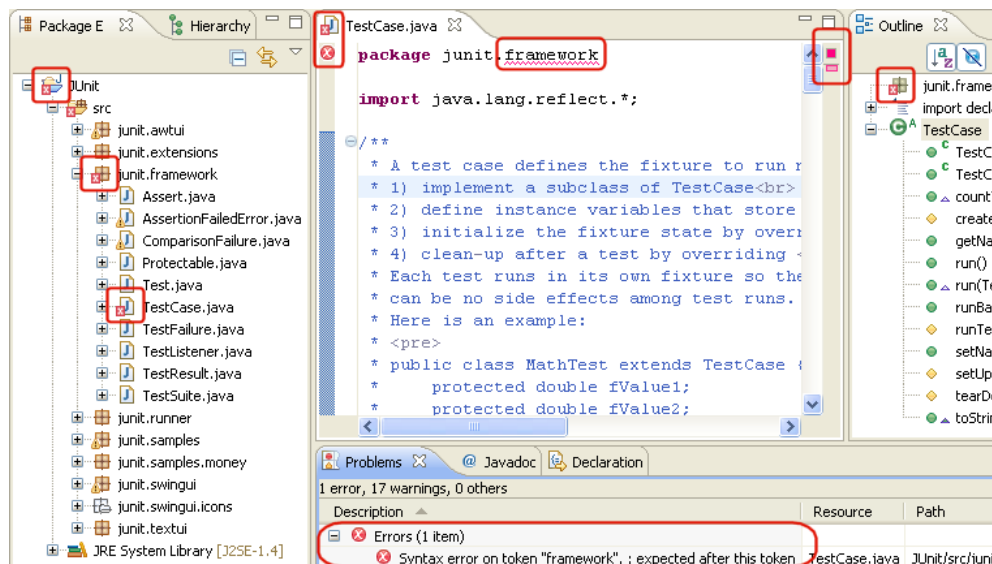 Package E
Hierarchy
JUnit
src
junit.awtui
junit.extensions
junit.framework
Assert.java
AssertionFailedError.java
ComparisonFailure.java
Protectable.java
Test.java
TestCase.java
TestFailure.java
TestListener.java
TestResult.java
TestSuite.java
junit.runner
junit.samples
junit.samples.money
junit.swingui
junit.swingui.icons
junit.textui
JRE System Library [J2SE-1.4]
TestCase.java
package junit.framework
import java.lang.reflect.*;
/**
* A test case defines the fixture to run
* 1) implement a subclass of TestCase<br>
* 2) define instance variables that store
* 3) initialize the fixture state by overr
* 4) clean-up after a test by overriding <
* Each test runs in its own fixture so the
* can be no side effects among test runs.
* Here is an example:
* <pre>
* public class MathTest extends TestCase {
* protected double fValue1;
* protected double fValue2;
Outline
junit.frame
import decl
TestCase
TestC
TestC
count
create
getNa
run()
run(Te
runBa
runTe
setNa
setUp
tearD
toStrin
Problems
@ Javadoc
Declaration
1 error, 17 warnings, 0 others
Description
Resource
Path
Errors (1 item)
Syntax error on token "framework", ; expected after this token
TestCase.java
JUnit/src/juni